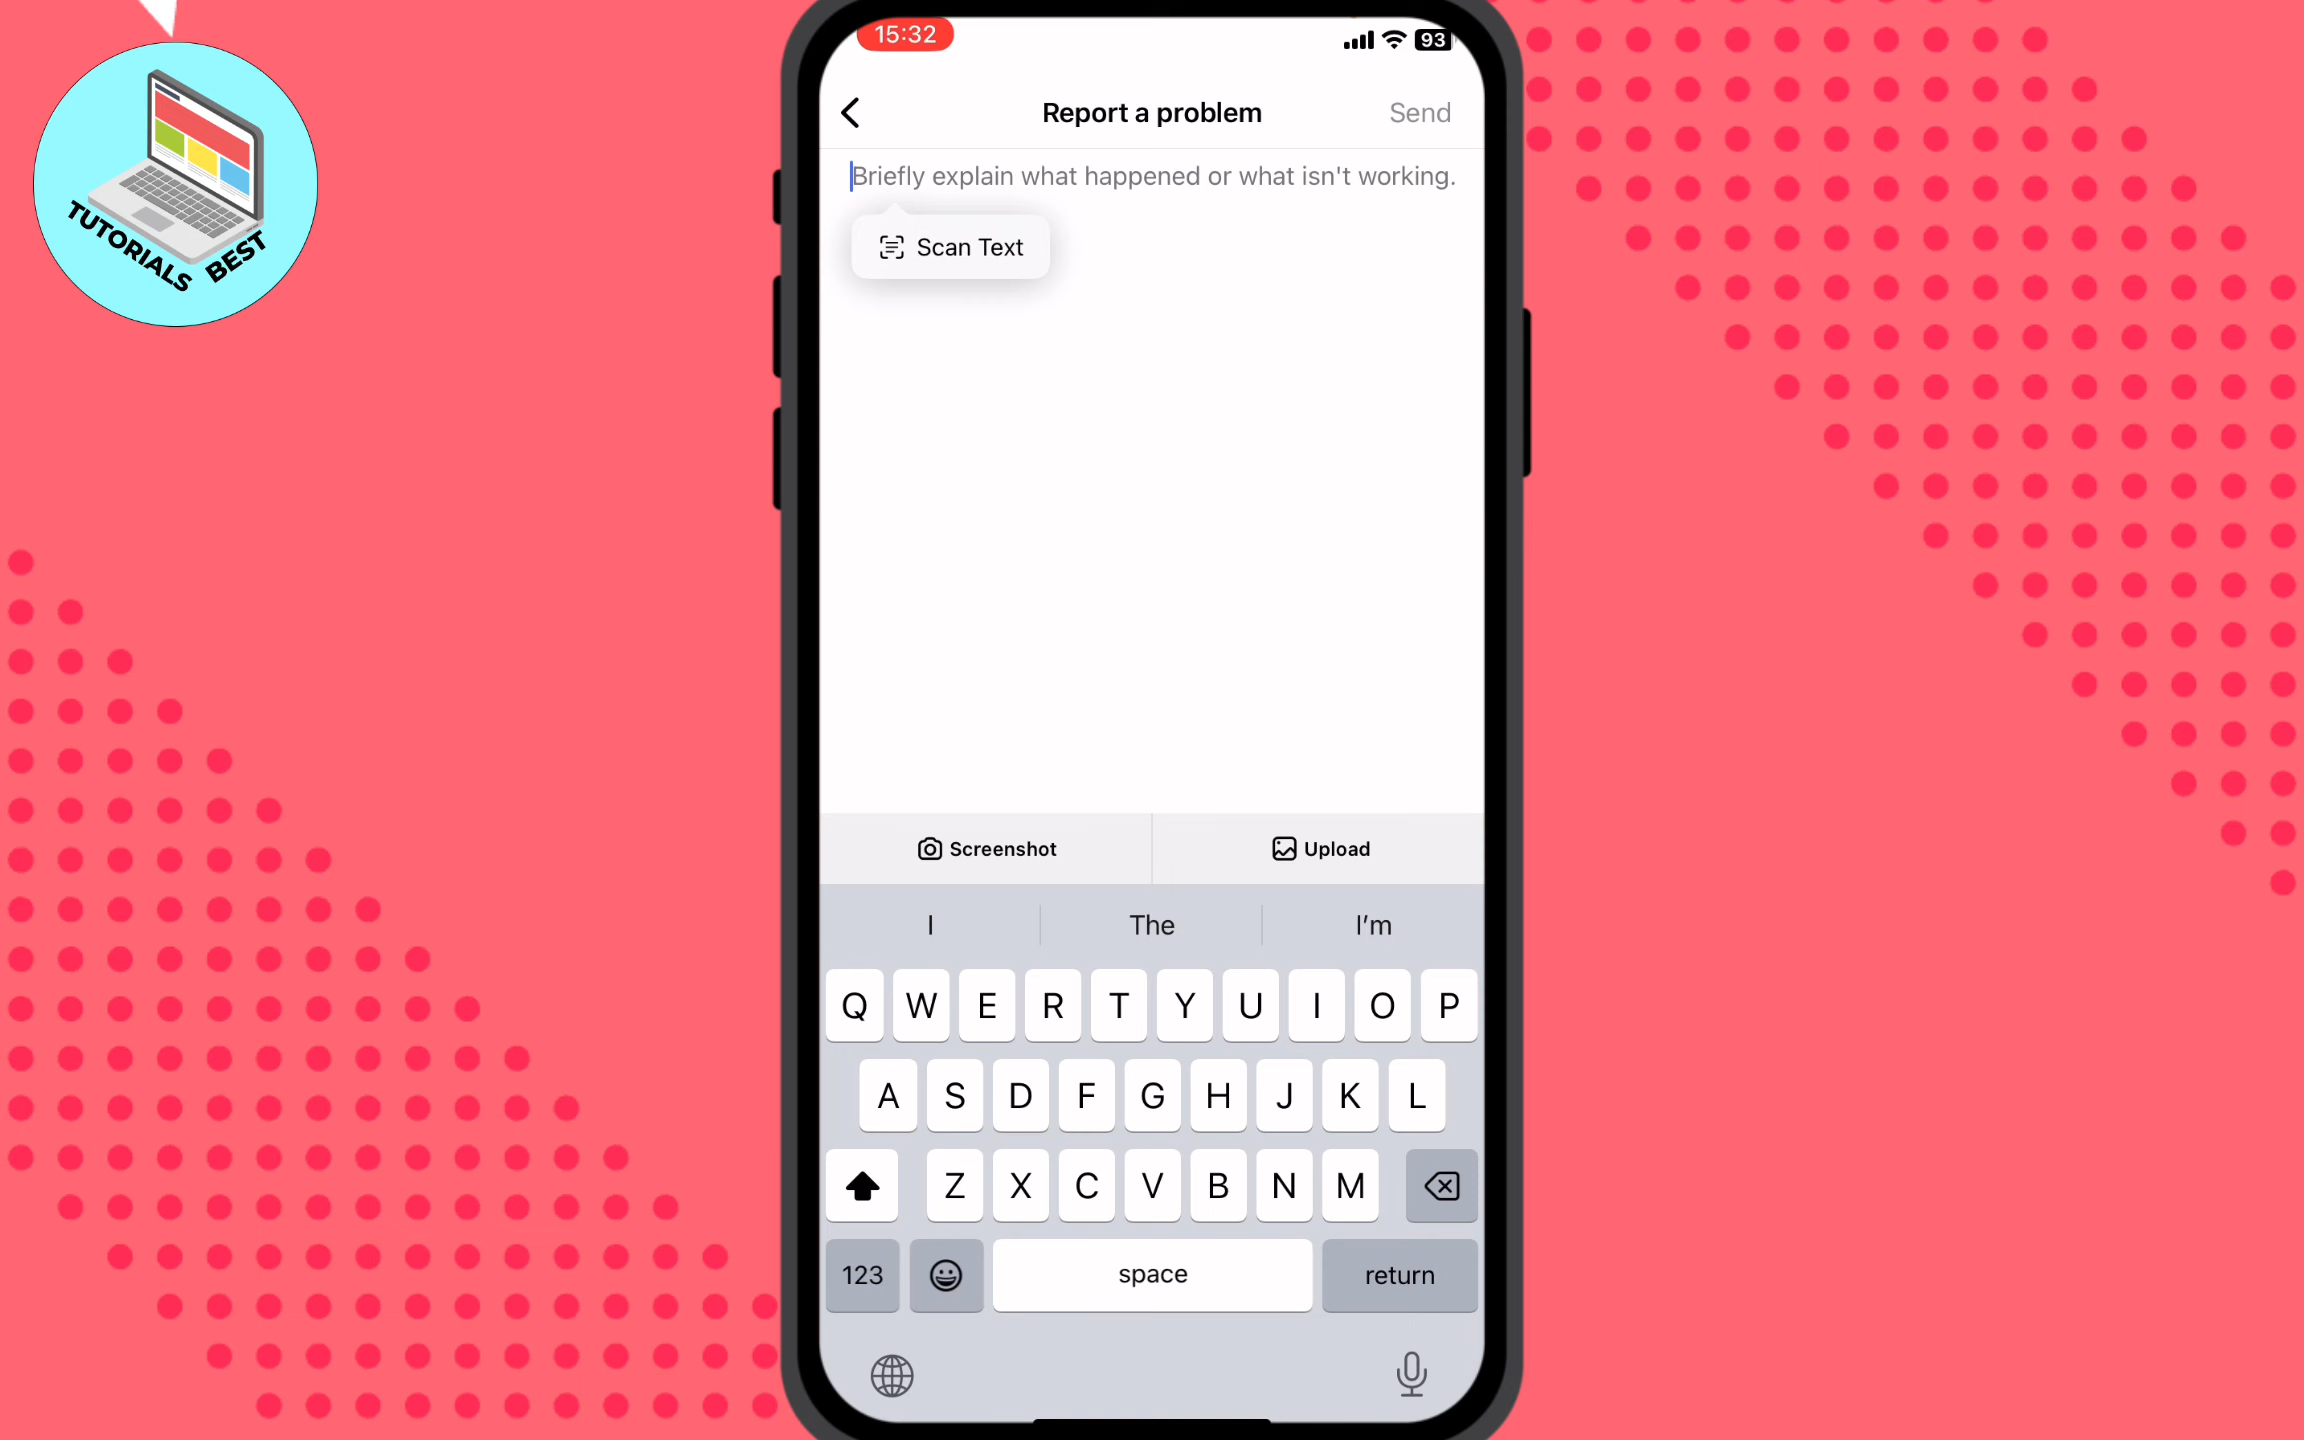 TUTORIALS BEST
15:32
93
Report a problem
Send
Briefly explain what happened or what isn't working.
Scan Text
Screenshot
Upload
I
The
I'm
Q W E R T Y U I O P
A S D F G H J K L
Z X C V B N M
123
space
return